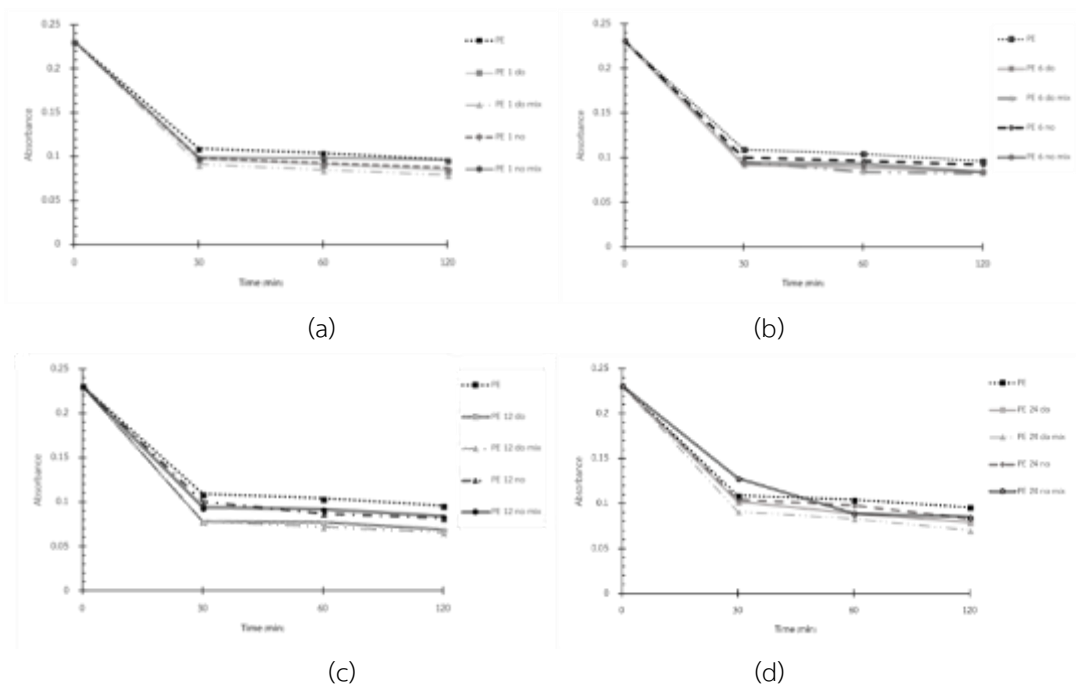 0.25
0.2
0.15
0.1
0.05
0
Absorbance
0 30 60 120
Time min:
PE
PE 1 do
PE 1 do mix
PE 1 no
PE 1 no mix
(a)
0.25
0.2
0.15
0.1
0.05
0
Absorbance
0 30 60 120
Time min:
PE
PE 6 do
PE 6 do mix
PE 6 no
PE 6 no mix
(b)
0.25
0.2
0.15
0.1
0.05
0
Absorbance
0 30 60 120
Time min:
PE
PE 12 do
PE 12 do mix
PE 12 no
PE 12 no mix
(c)
0.25
0.2
0.15
0.1
0.05
0
Absorbance
0 30 60 120
Time min:
PE
PE 24 do
PE 24 do mix
PE 24 no
PE 24 no mix
(d)